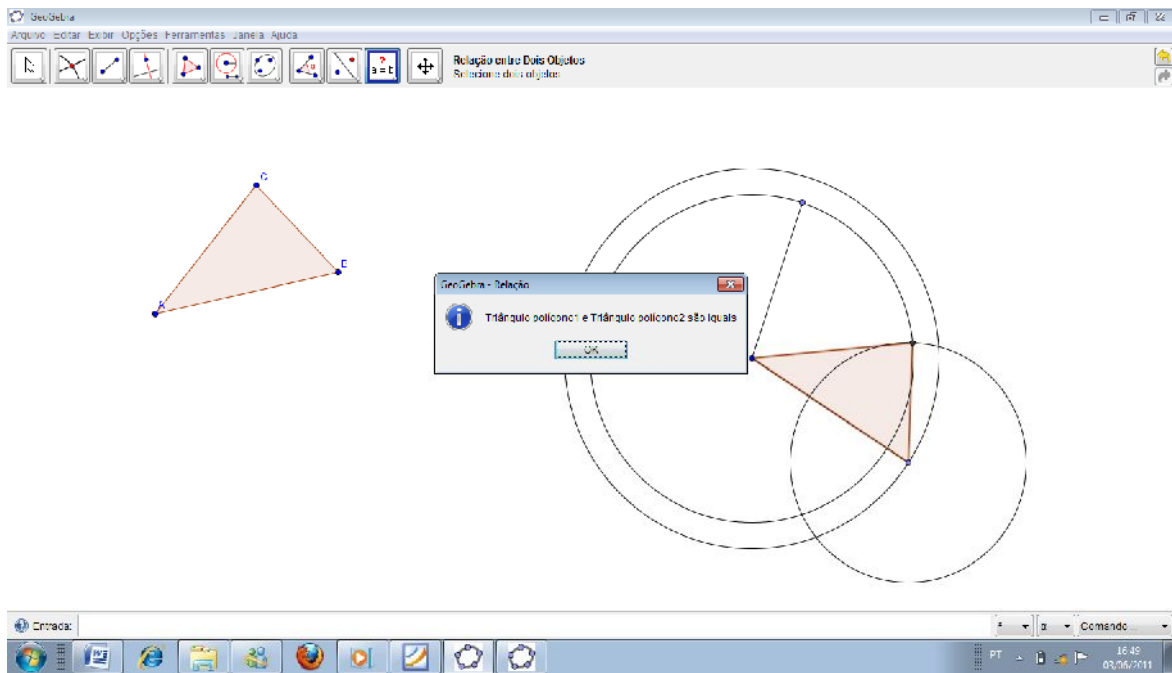 GeoGebra
Arquivo Editar Exibir Opções Ferramentas Janela Ajuda
a = b
Relação entre Dois Objetos
Selecione dois objetos
C
B
A
GeoGebra - Relação
Triângulo polígono1 e Triângulo polígono2 são iguais
OK
Entrada:
α
Comando...
PT
16:49
03/06/2011